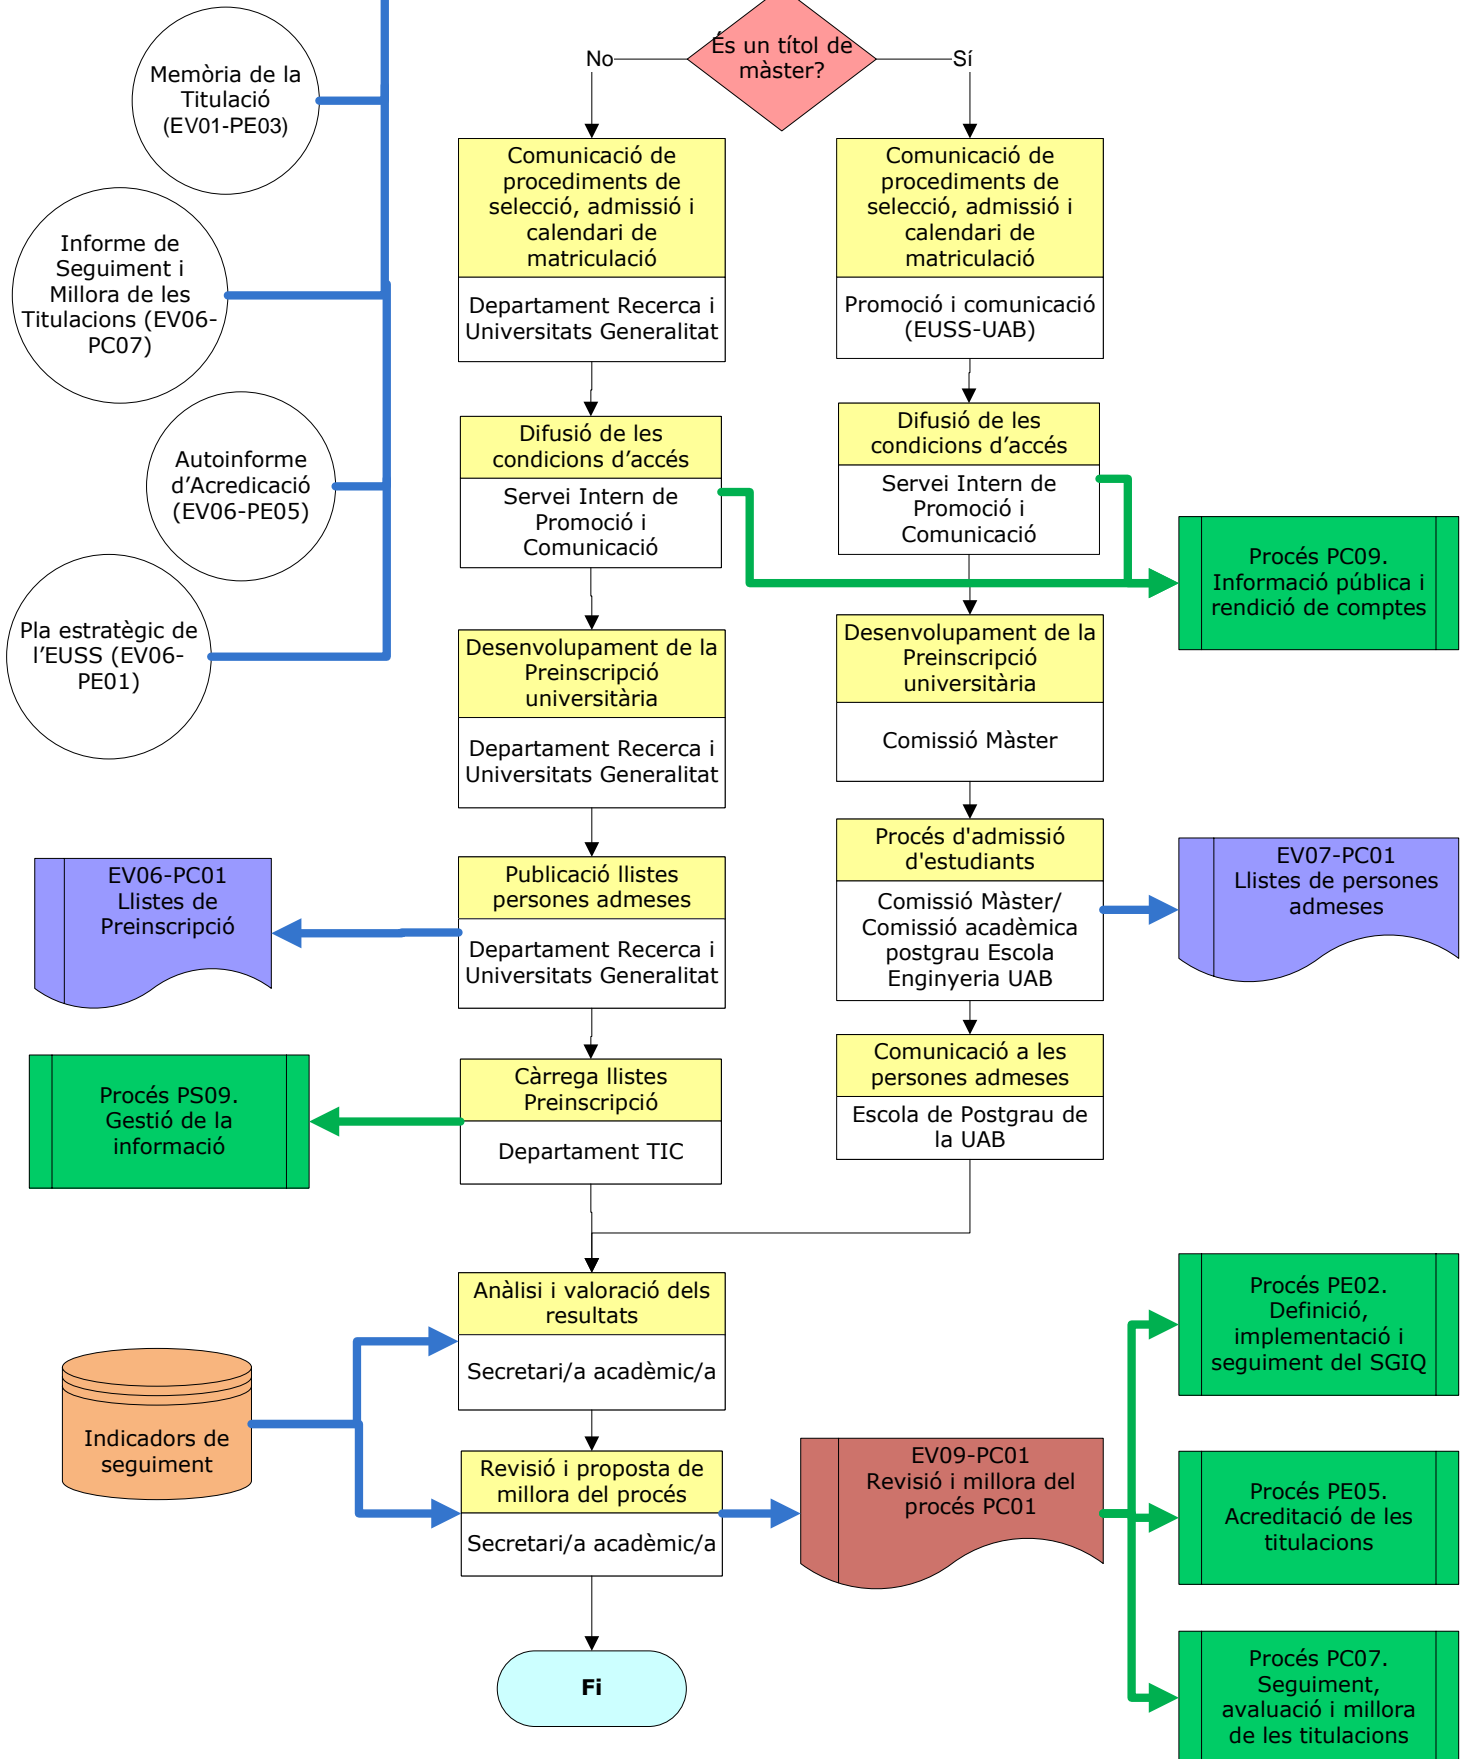 És un títol de
màster?
No
Sí
Memòria de la
Titulació
(EV01-PE03)
Informe de
Seguiment i
Millora de les
Titulacions (EV06-
PC07)
Autoinforme
d'Acredicació
(EV06-PE05)
Pla estratègic de
l'EUSS (EV06-
PE01)
Comunicació de
procediments de
selecció, admissió i
calendari de
matriculació
Departament Recerca i
Universitats Generalitat
Comunicació de
procediments de
selecció, admissió i
calendari de
matriculació
Promoció i comunicació
(EUSS-UAB)
Difusió de les
condicions d'accés
Servei Intern de
Promoció i
Comunicació
Difusió de les
condicions d'accés
Servei Intern de
Promoció i
Comunicació
Procés PC09.
Informació pública i
rendició de comptes
Desenvolupament de la
Preinscripció
universitària
Departament Recerca i
Universitats Generalitat
Desenvolupament de la
Preinscripció
universitària
Comissió Màster
EV06-PC01
Llistes de
Preinscripció
Publicació llistes
persones admeses
Departament Recerca i
Universitats Generalitat
Procés d'admissió
d'estudiants
Comissió Màster/
Comissió acadèmica
postgrau Escola
Enginyeria UAB
EV07-PC01
Llistes de persones
admeses
Procés PS09.
Gestió de la
informació
Càrrega llistes
Preinscripció
Departament TIC
Comunicació a les
persones admeses
Escola de Postgrau de
la UAB
Anàlisi i valoració dels
resultats
Secretari/a acadèmic/a
Indicadors de
seguiment
Revisió i proposta de
millora del procés
Secretari/a acadèmic/a
EV09-PC01
Revisió i millora del
procés PC01
Procés PE02.
Definició,
implementació i
seguiment del SGIQ
Procés PE05.
Acreditació de les
titulacions
Procés PC07.
Seguiment,
avaluació i millora
de les titulacions
Fi